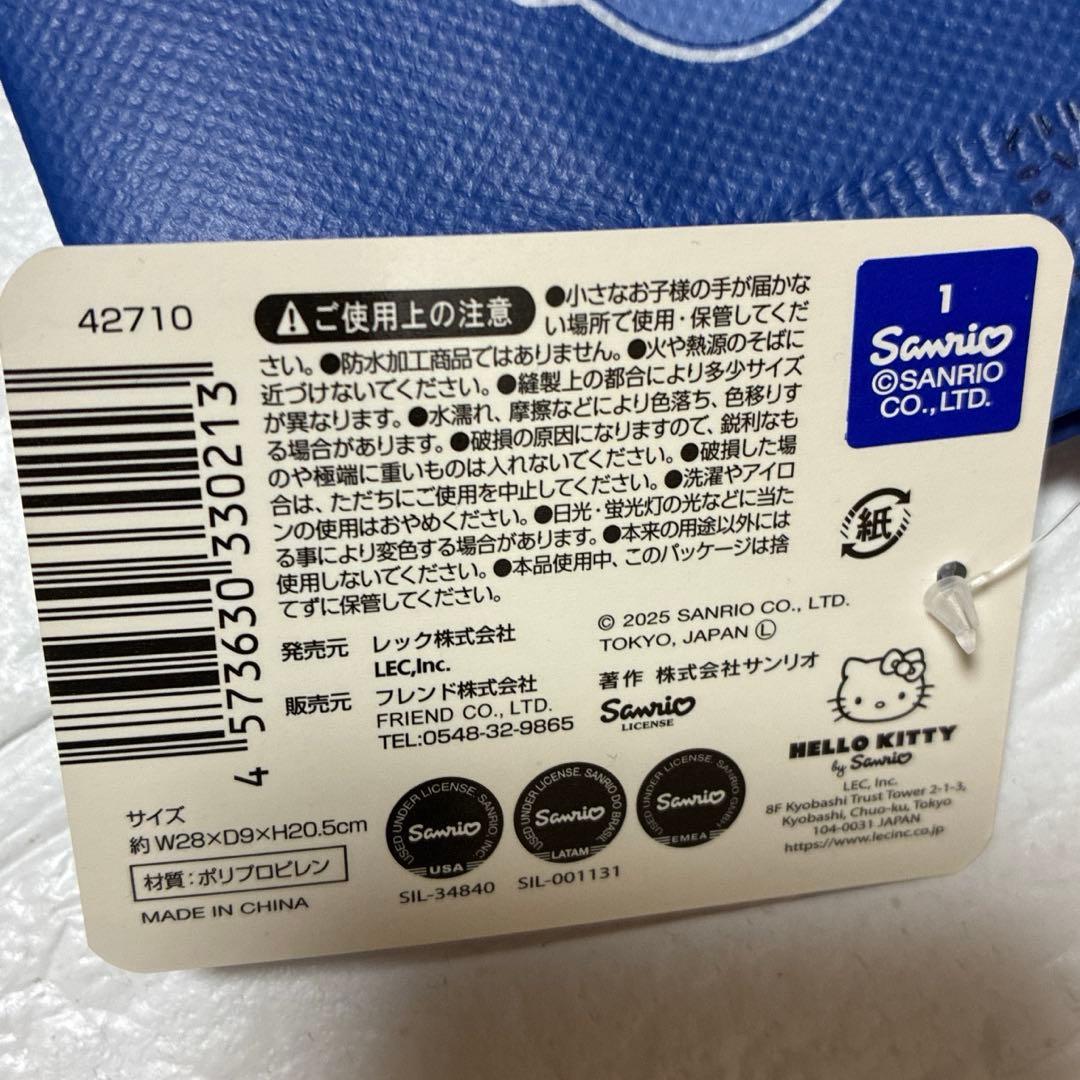 42710
4 573630 330213
ご使用上の注意
●小さなお子様の手が届かな
い場所で使用・保管してくだ
さい。●防水加工商品ではありません。●火や熱源のそばに
近づけないでください。●縫製上の都合により多少サイズ
が異なります。●水濡れ、摩擦などにより色落ち、色移りす
る場合があります。●破損の原因になりますので、鋭利なも
のや極端に重いものは入れないでください。●破損した場
合は、ただちにご使用を中止してください。●洗濯やアイロ
ンの使用はおやめください。●日光・蛍光灯の光などに当た
る事により変色する場合があります。●本来の用途以外には
使用しないでください。●本品使用中、このパッケージは捨
てずに保管してください。
1
Sanrio
©SANRIO
CO.,LTD.
紙
発売元 レック株式会社
LEC,Inc.
販売元 フレンド株式会社
FRIEND CO., LTD.
TEL:0548-32-9865
© 2025 SANRIO CO., LTD.
TOKYO, JAPAN Ⓛ
著作 株式会社サンリオ
Sanrio
LICENSE
HELLO KITTY
by Sanrio
LEC, Inc.
8F Kyobashi Trust Tower 2-1-3,
Kyobashi, Chuo-ku, Tokyo
104-0031 JAPAN
https://www.lecinc.co.jp
サイズ
約W28×D9×H20.5cm
材質:ポリプロピレン
MADE IN CHINA
USED UNDER LICENSE. SANRIO INC.
Sanrio
USA
SIL-34840
USED UNDER LICENSE. SANRIO DO BRASIL
Sanrio
LATAM
SIL-001131
USED UNDER LICENSE. SANRIO GMBH
Sanrio
EMEA